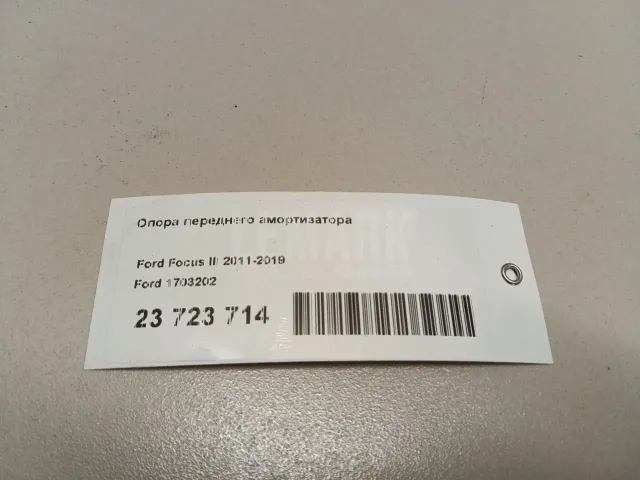 Опора переднего амортизатора
Ford Focus III 2011-2019
Ford 1703202
23 723 714